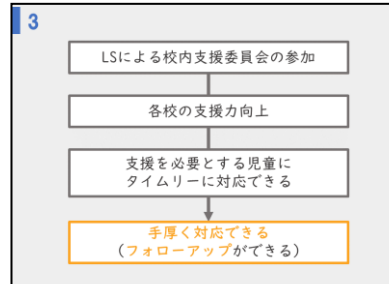 3
LSによる校内支援委員会の参加
各校の支援力向上
支援を必要とする児童に
タイムリーに対応できる
手厚く対応できる
(フォローアップができる)